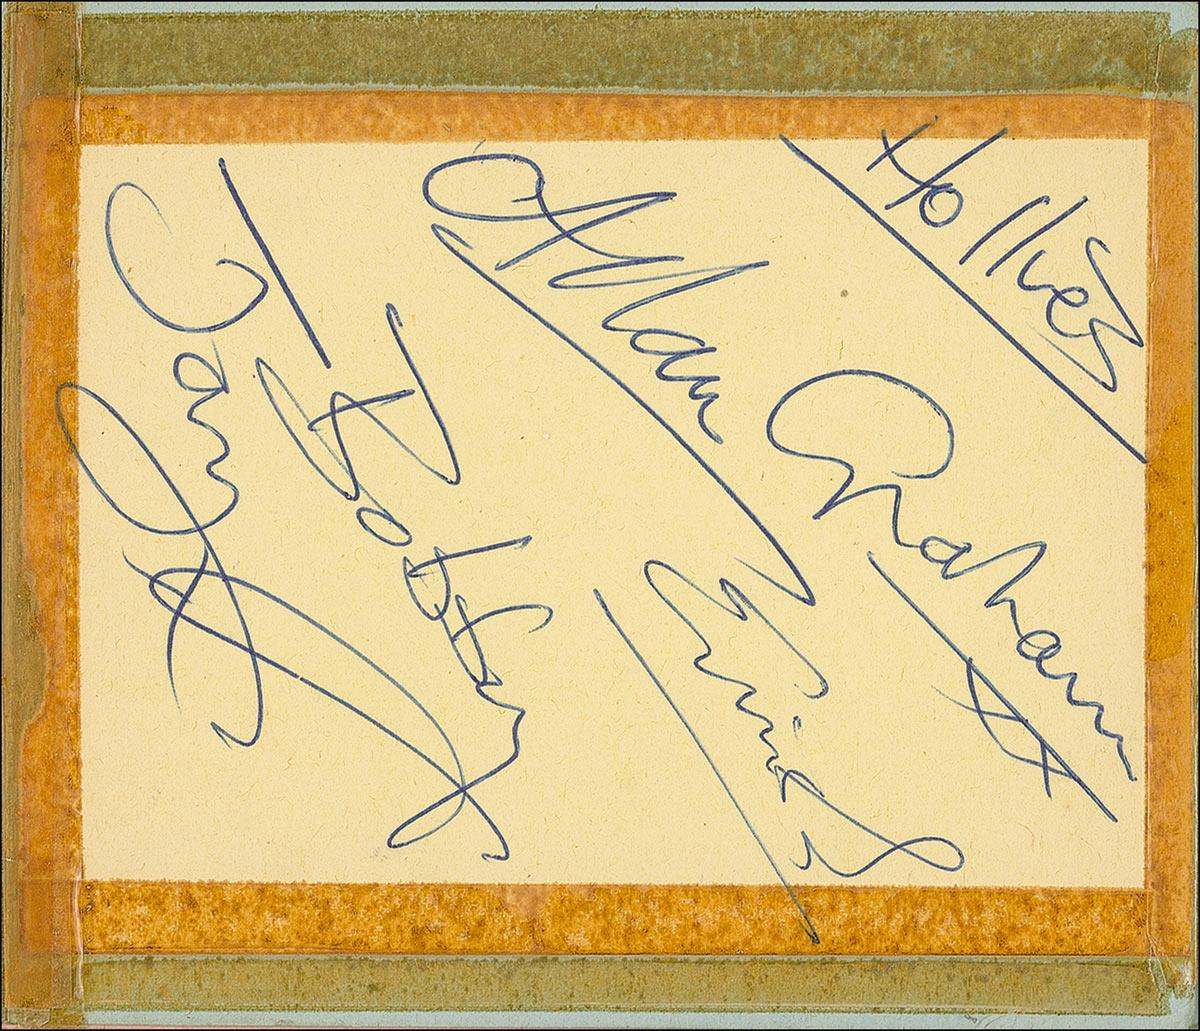 Hollies
Graham
Allan
Eric
Bobby
Tony